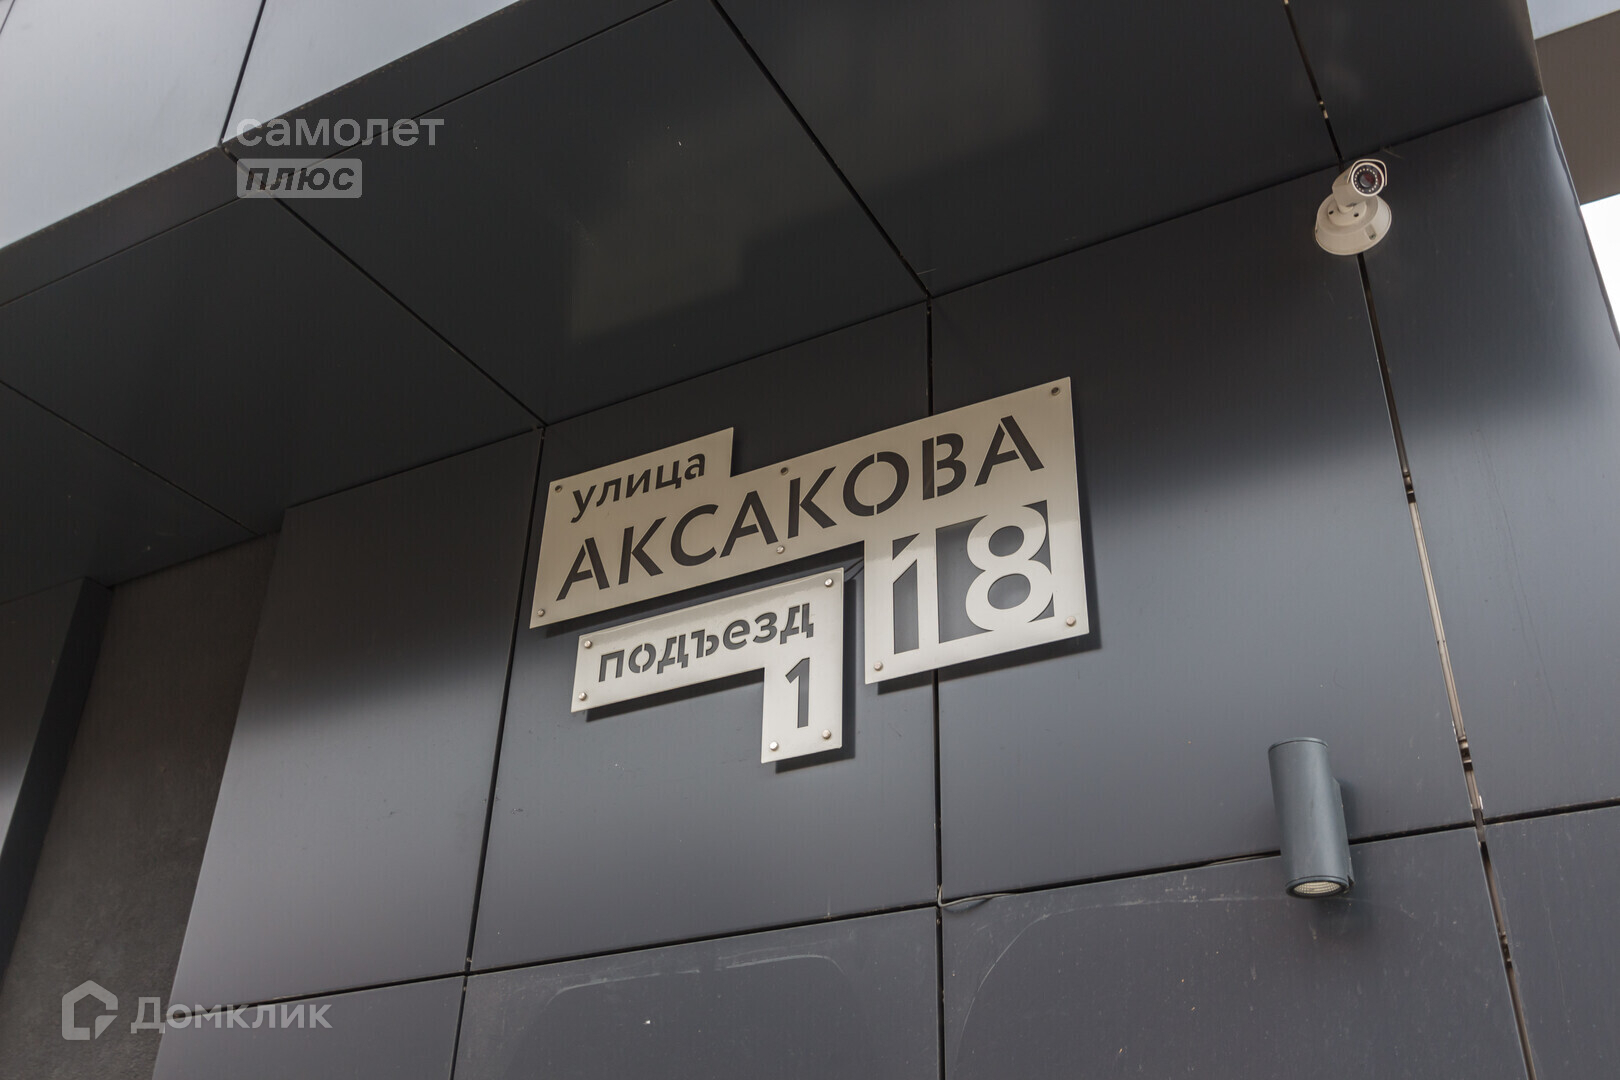 самолет
плюс
улица
АКСАКОВА
18
подъезд
1
Домклик